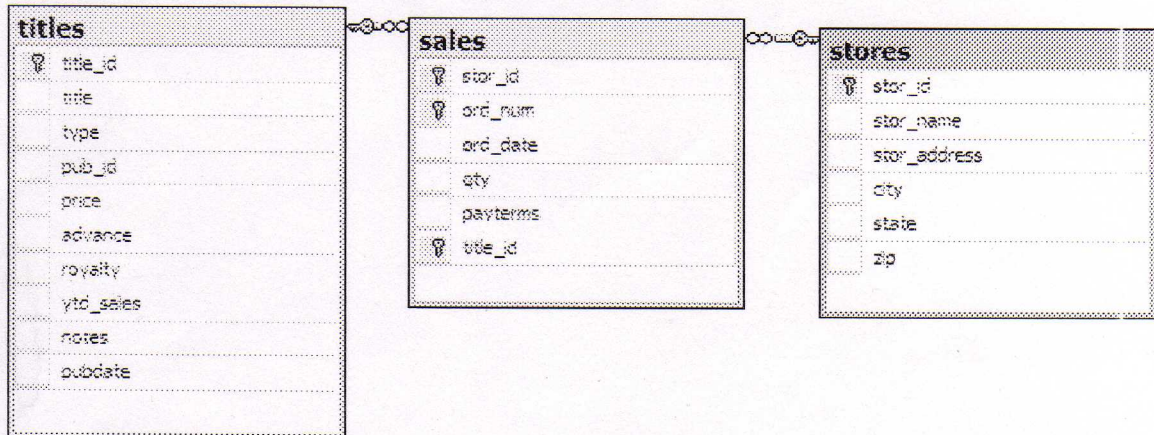 titles
title_id
title
type
pub_id
price
advance
royalty
ytd_sales
notes
pubdate
sales
stor_id
ord_num
ord_date
qty
payterms
title_id
stores
stor_id
stor_name
stor_address
city
state
zip